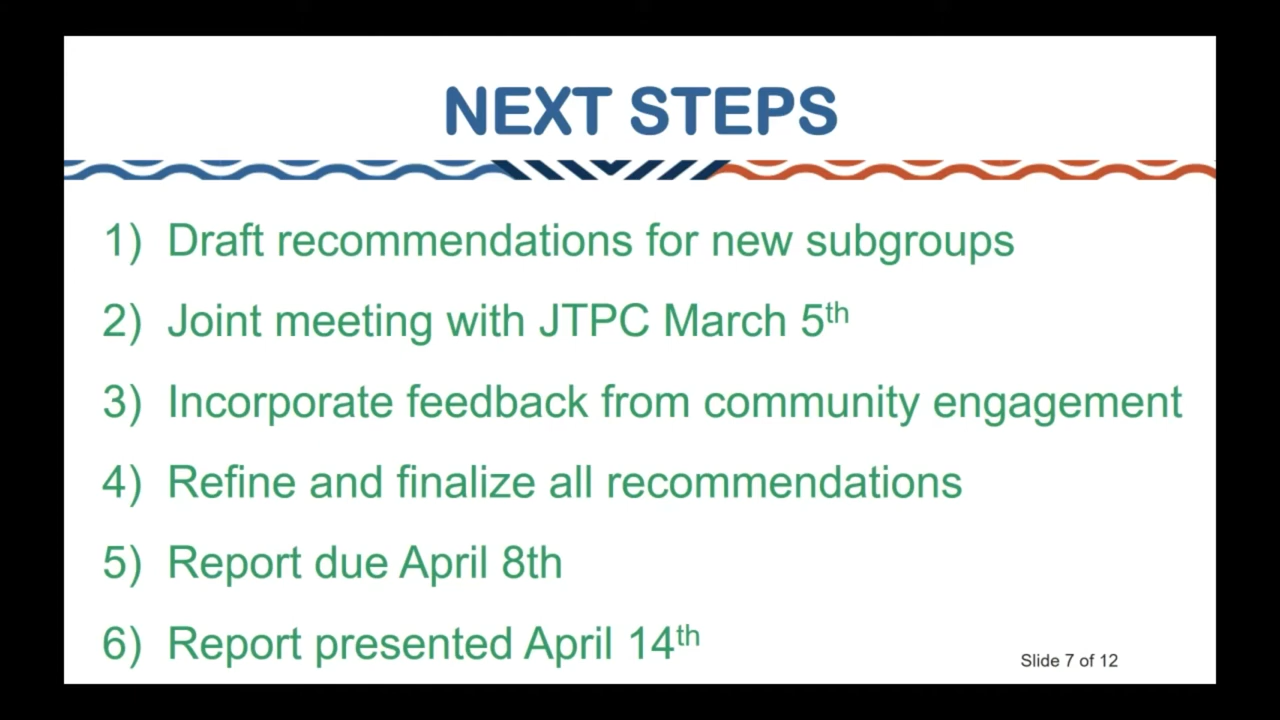 NEXT STEPS
1) Draft recommendations for new subgroups
2) Joint meeting with JTPC March 5th
3) Incorporate feedback from community engagement
4) Refine and finalize all recommendations
5) Report due April 8th
6) Report presented April 14th
Slide 7 of 12